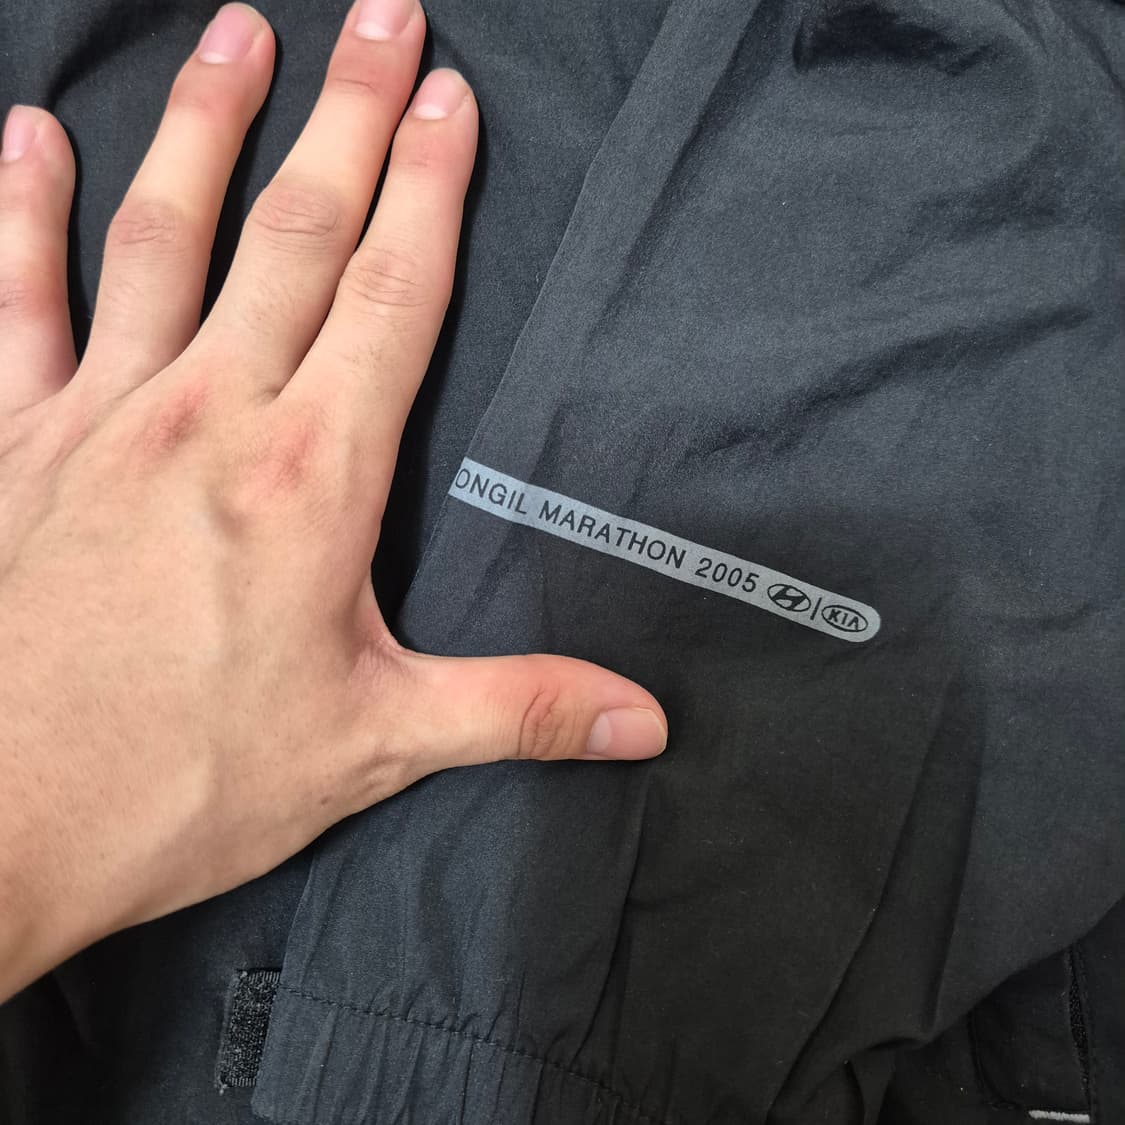 ONGIL MARATHON 2005 H | KIA